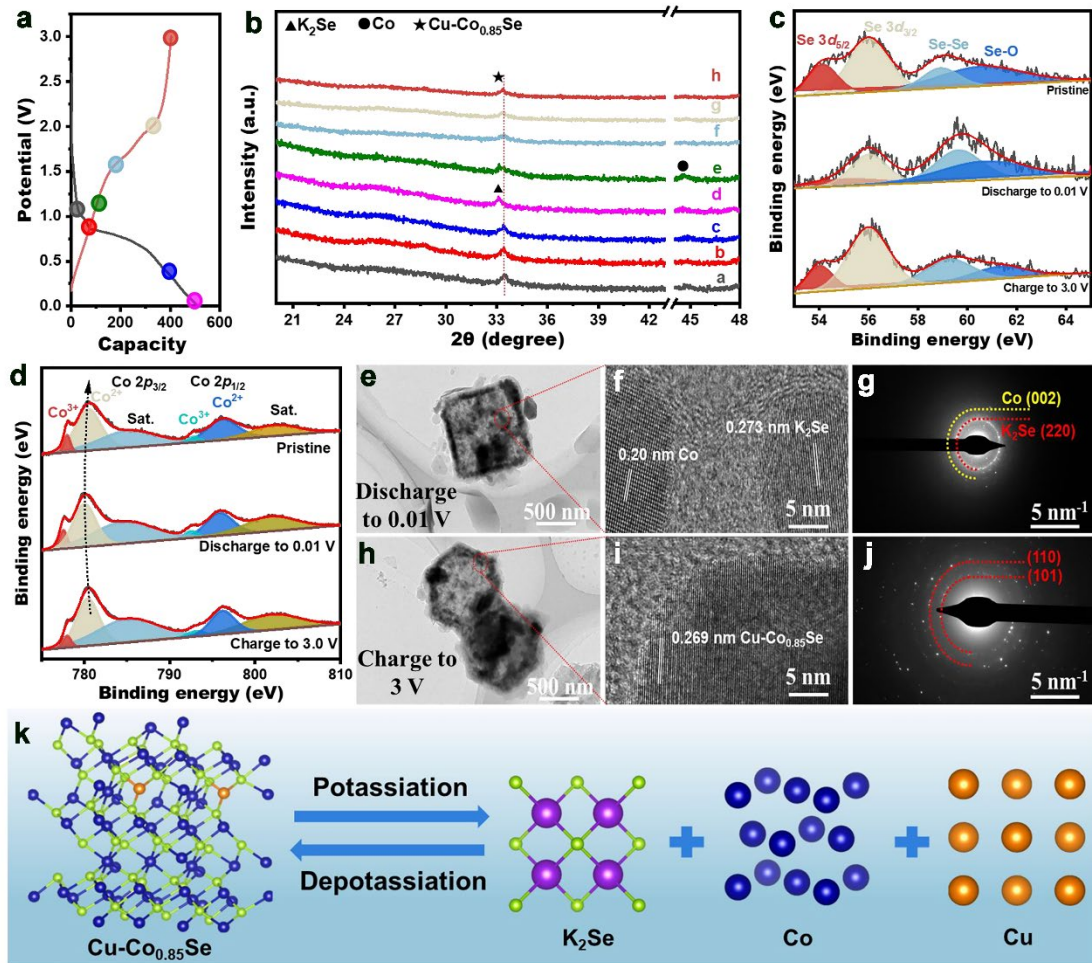 a
3.0
2.5
2.0
1.5
1.0
0.5
0.0
Potential (V)
0 200 400 600
Capacity
b
▲K₂Se ●Co ★Cu-Co₀.₈₅Se
h
g
f
e
d
c
b
a
Intensity (a.u.)
21 24 27 30 33 36 39 42 45 48
2θ (degree)
c
Se 3d₅/₂ Se 3d₃/₂ Se-Se Se-O
Pristine
Discharge to 0.01 V
Charge to 3.0 V
Binding energy (eV)
54 56 58 60 62 64
Binding energy (eV)
d
Co 2p₃/₂ Co 2p₁/₂
Co³⁺ Co²⁺ Sat. Co³⁺ Co²⁺ Sat.
Pristine
Discharge to 0.01 V
Charge to 3.0 V
Binding energy (eV)
780 790 800 810
Binding energy (eV)
e
Discharge
to 0.01 V
500 nm
f
0.273 nm K₂Se
0.20 nm Co
5 nm
g
Co (002)
K₂Se (220)
5 nm⁻¹
h
Charge to
3 V
500 nm
i
0.269 nm Cu-Co₀.₈₅Se
5 nm
j
(110)
(101)
5 nm⁻¹
k
Potassiation
Depotassiation
Cu-Co₀.₈₅Se
K₂Se
Co
Cu